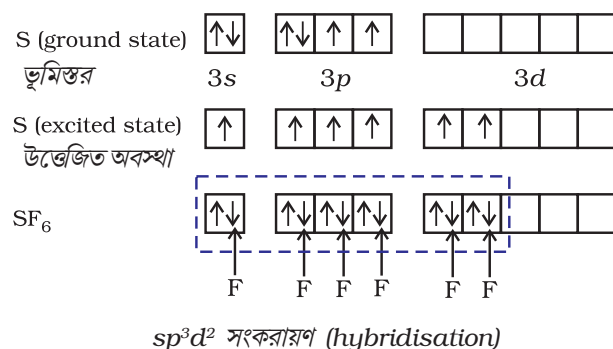 S (ground state)
ভূমিস্তর
3s 3p 3d
S (excited state)
উত্তেজিত অবস্থা
SF₆
F F F F F F
sp³d² সংকরায়ণ (hybridisation)